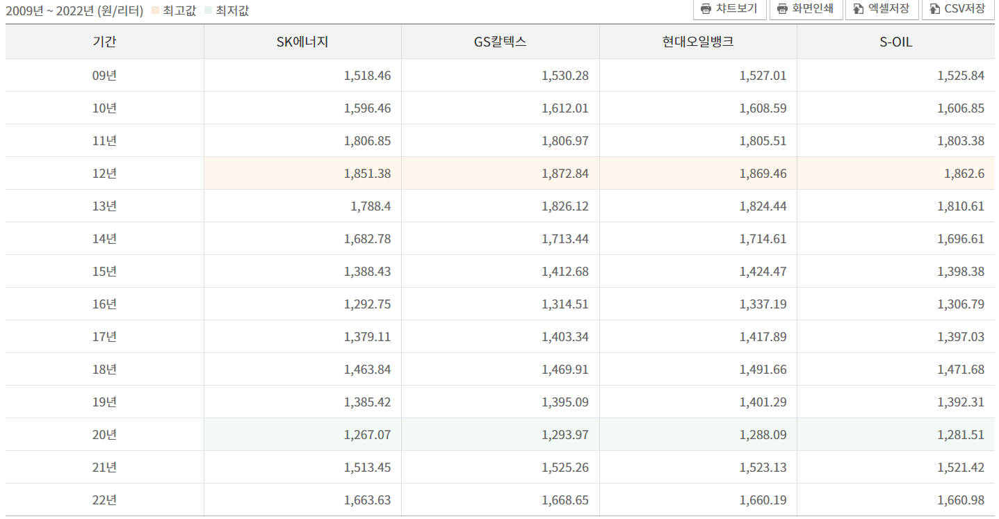 2009년 ~ 2022년 (원/리터) 최고값 최저값 챠트보기 화면인쇄 엑셀저장 CSV저장
기간 SK에너지 GS칼텍스 현대오일뱅크 S-OIL
09년 1,518.46 1,530.28 1,527.01 1,525.84
10년 1,596.46 1,612.01 1,608.59 1,606.85
11년 1,806.85 1,806.97 1,805.51 1,803.38
12년 1,851.38 1,872.84 1,869.46 1,862.6
13년 1,788.4 1,826.12 1,824.44 1,810.61
14년 1,682.78 1,713.44 1,714.61 1,696.61
15년 1,388.43 1,412.68 1,424.47 1,398.38
16년 1,292.75 1,314.51 1,337.19 1,306.79
17년 1,379.11 1,403.34 1,417.89 1,397.03
18년 1,463.84 1,469.91 1,491.66 1,471.68
19년 1,385.42 1,395.09 1,401.29 1,392.31
20년 1,267.07 1,293.97 1,288.09 1,281.51
21년 1,513.45 1,525.26 1,523.13 1,521.42
22년 1,663.63 1,668.65 1,660.19 1,660.98